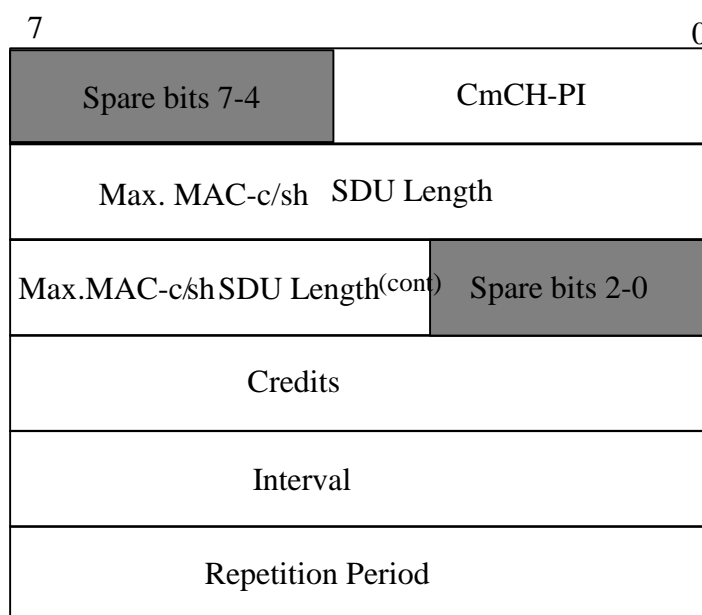 7 0
Spare bits 7-4 CmCH-PI
Max. MAC-c/sh SDU Length
Max.MAC-c/sh SDU Length(cont) Spare bits 2-0
Credits
Interval
Repetition Period